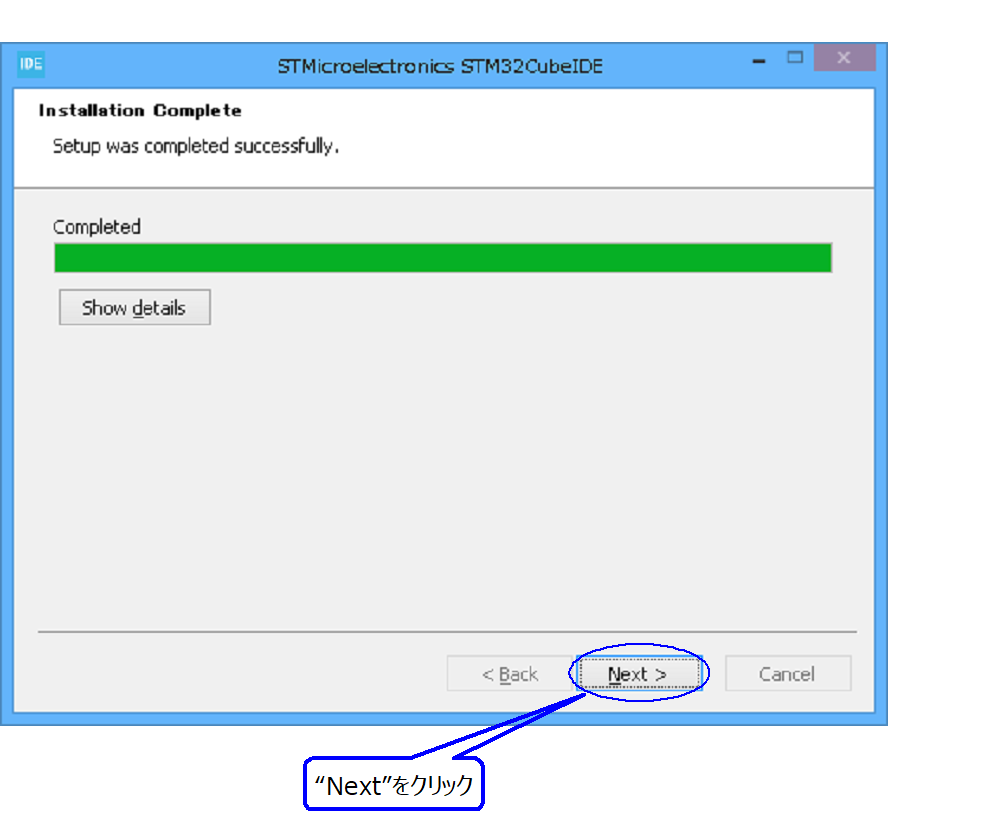 IDE
STMicroelectronics STM32CubeIDE
Installation Complete
Setup was completed successfully.
Completed
Show details
< Back
Next >
Cancel
“Next”をクリック